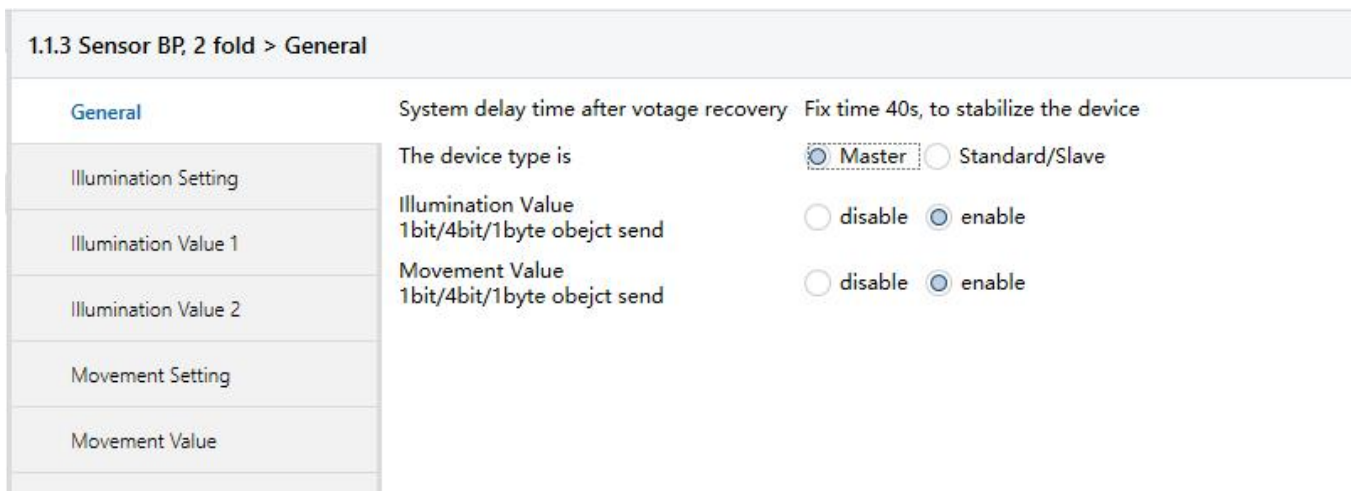 1.1.3 Sensor BP, 2 fold > General
General
Illumination Setting
Illumination Value 1
Illumination Value 2
Movement Setting
Movement Value
System delay time after votage recovery Fix time 40s, to stabilize the device
The device type is Master Standard/Slave
Illumination Value
1bit/4bit/1byte obejct send disable enable
Movement Value
1bit/4bit/1byte obejct send disable enable